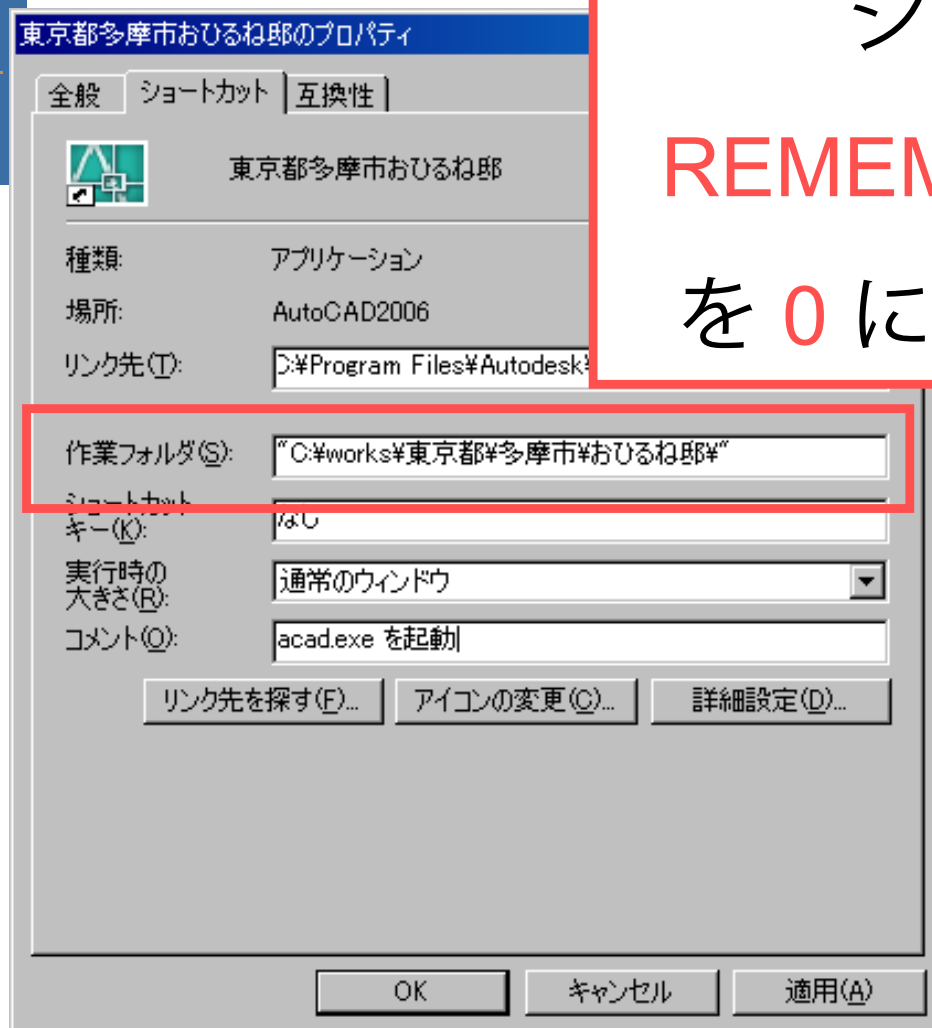 東京都多摩市おひるね邸のプロパティ
全般 ショートカット 互換性
東京都多摩市おひるね邸
種類: アプリケーション
場所: AutoCAD2006
リンク先(T): C:¥Program Files¥Autodesk¥
作業フォルダ(S): "C:¥works¥東京都¥多摩市¥おひるね邸¥"
ショートカット
キー(K): なし
実行時の
大きさ(R): 通常のウィンドウ
コメント(O): acad.exe を起動
リンク先を探す(F)... アイコンの変更(C)... 詳細設定(D)...
OK キャンセル 適用(A)
REMEM
を 0 に